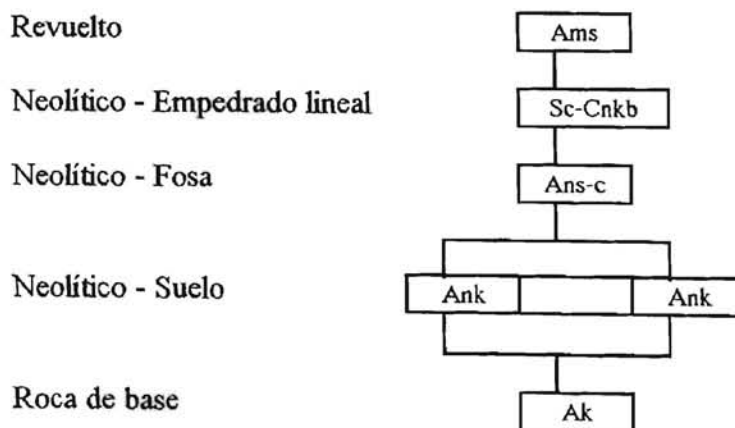 Revuelto Ams
Neolítico - Empedrado lineal Sc-Cnkb
Neolítico - Fosa Ans-c
Neolítico - Suelo Ank Ank
Roca de base Ak